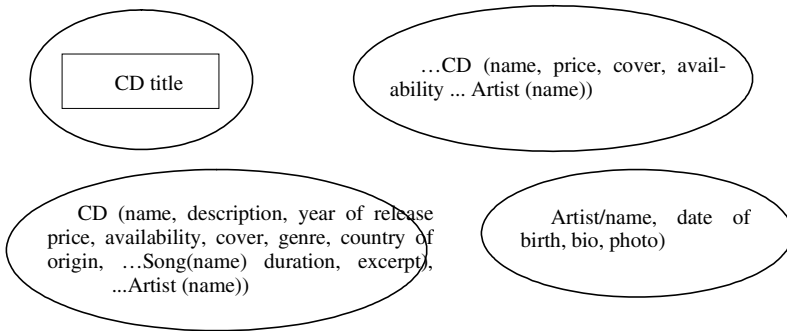 CD title
…CD (name, price, cover, avail-
ability ... Artist (name))
CD (name, description, year of release
price, availability, cover, genre, country of
origin, …Song(name) duration, excerpt),
...Artist (name))
Artist/name, date of
birth, bio, photo)